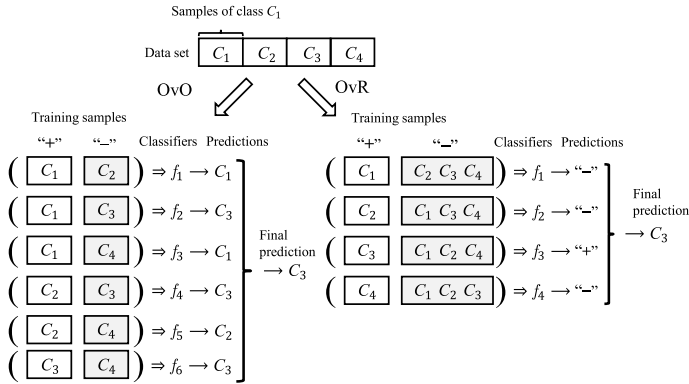 Samples of class C₁
Data set C₁ C₂ C₃ C₄
OvO OvR
Training samples
“+” “−” Classifiers Predictions
( C₁ C₂ ) ⇒ f₁ → C₁
( C₁ C₃ ) ⇒ f₂ → C₃
( C₁ C₄ ) ⇒ f₃ → C₁
( C₂ C₃ ) ⇒ f₄ → C₃
( C₂ C₄ ) ⇒ f₅ → C₂
( C₃ C₄ ) ⇒ f₆ → C₃
Final
prediction
→ C₃
Training samples
“+” “−” Classifiers Predictions
( C₁ C₂ C₃ C₄ ) ⇒ f₁ → “−”
( C₂ C₁ C₃ C₄ ) ⇒ f₂ → “−”
( C₃ C₁ C₂ C₄ ) ⇒ f₃ → “+”
( C₄ C₁ C₂ C₃ ) ⇒ f₄ → “−”
Final
prediction
→ C₃